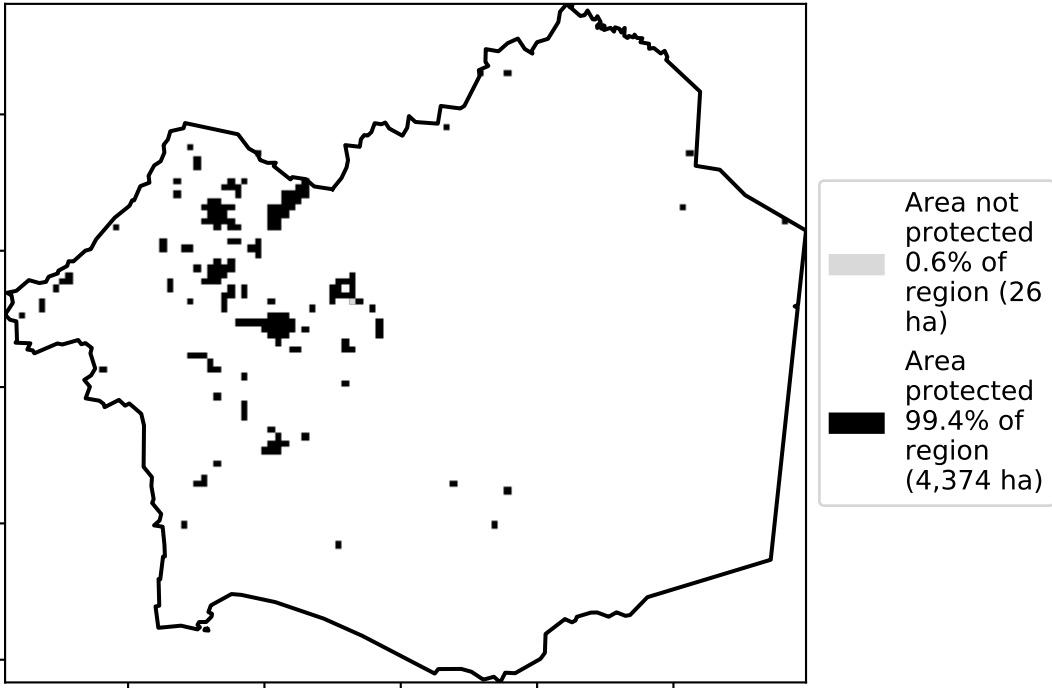 Area not
protected
0.6% of
region (26
ha)
Area
protected
99.4% of
region
(4,374 ha)